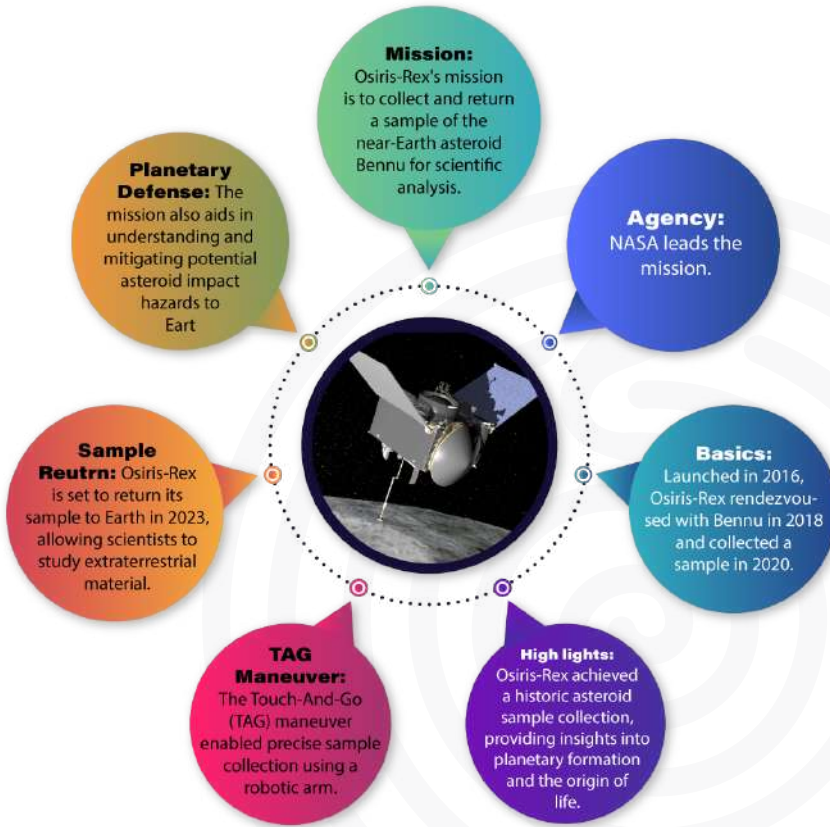 Mission:
Osiris-Rex's mission
is to collect and return
a sample of the
near-Earth asteroid
Bennu for scientific
analysis.
Agency:
NASA leads the
mission.
Basics:
Launched in 2016,
Osiris-Rex rendezvou-
sed with Bennu in 2018
and collected a
sample in 2020.
High lights:
Osiris-Rex achieved
a historic asteroid
sample collection,
providing insights into
planetary formation
and the origin of
life.
TAG
Maneuver:
The Touch-And-Go
(TAG) maneuver
enabled precise sample
collection using a
robotic arm.
Sample
Reutrn: Osiris-Rex
is set to return its
sample to Earth in 2023,
allowing scientists to
study extraterrestrial
material.
Planetary
Defense: The
mission also aids in
understanding and
mitigating potential
asteroid impact
hazards to
Eart